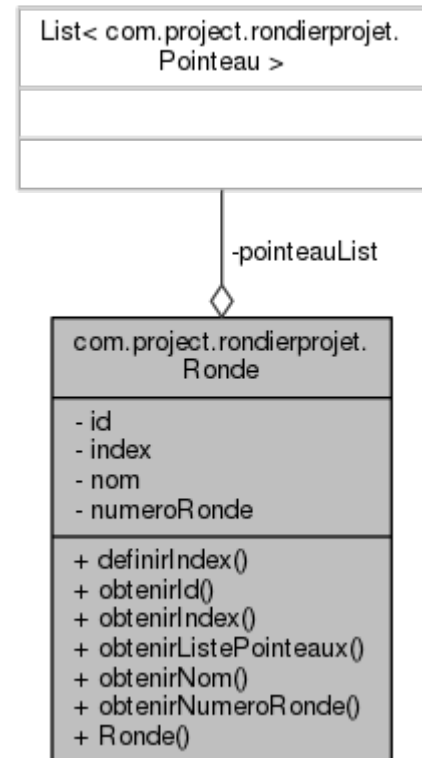 List< com.project.rondierprojet.
Pointeau >
-pointeauList
com.project.rondierprojet.
Ronde
- id
- index
- nom
- numeroRonde
+ definirIndex()
+ obtenirId()
+ obtenirIndex()
+ obtenirListePointeaux()
+ obtenirNom()
+ obtenirNumeroRonde()
+ Ronde()